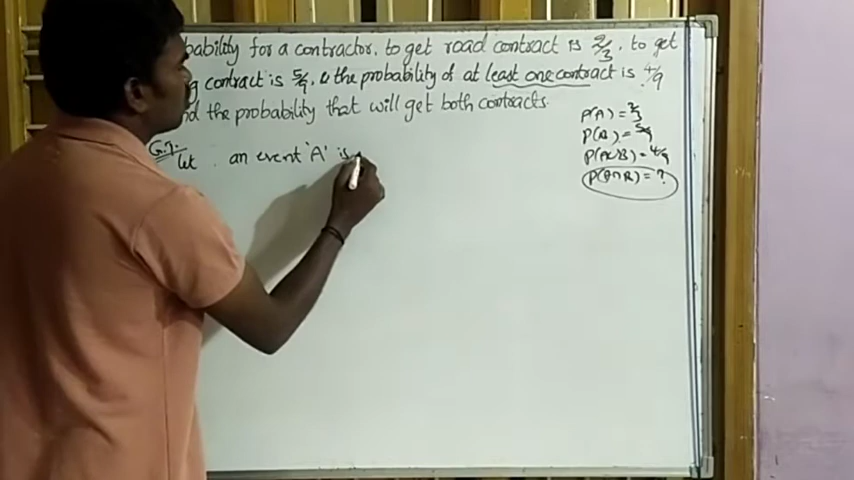 bability for a contractor. to get road contract is 2/3. to get
g contract is 5/9. & the probability of at least one contract is 4/9
nd the probability that will get both contracts.
P(A) = 2/3
P(B) = 5/9
P(A∪B) = 4/9
P(A∩B) = ?
G.T.
Let an event 'A' is